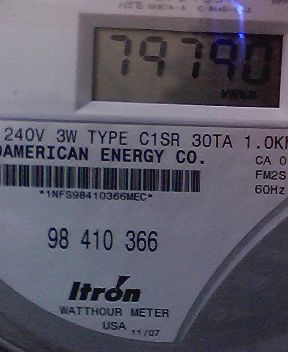 79790
kWh
240V 3W TYPE C1SR 30TA 1.0K
AMERICAN ENERGY CO.
CA 0
*1NFS98410366MEC*
FM2S
60Hz
98 410 366
Itrón
WATTHOUR METER
USA 11/07